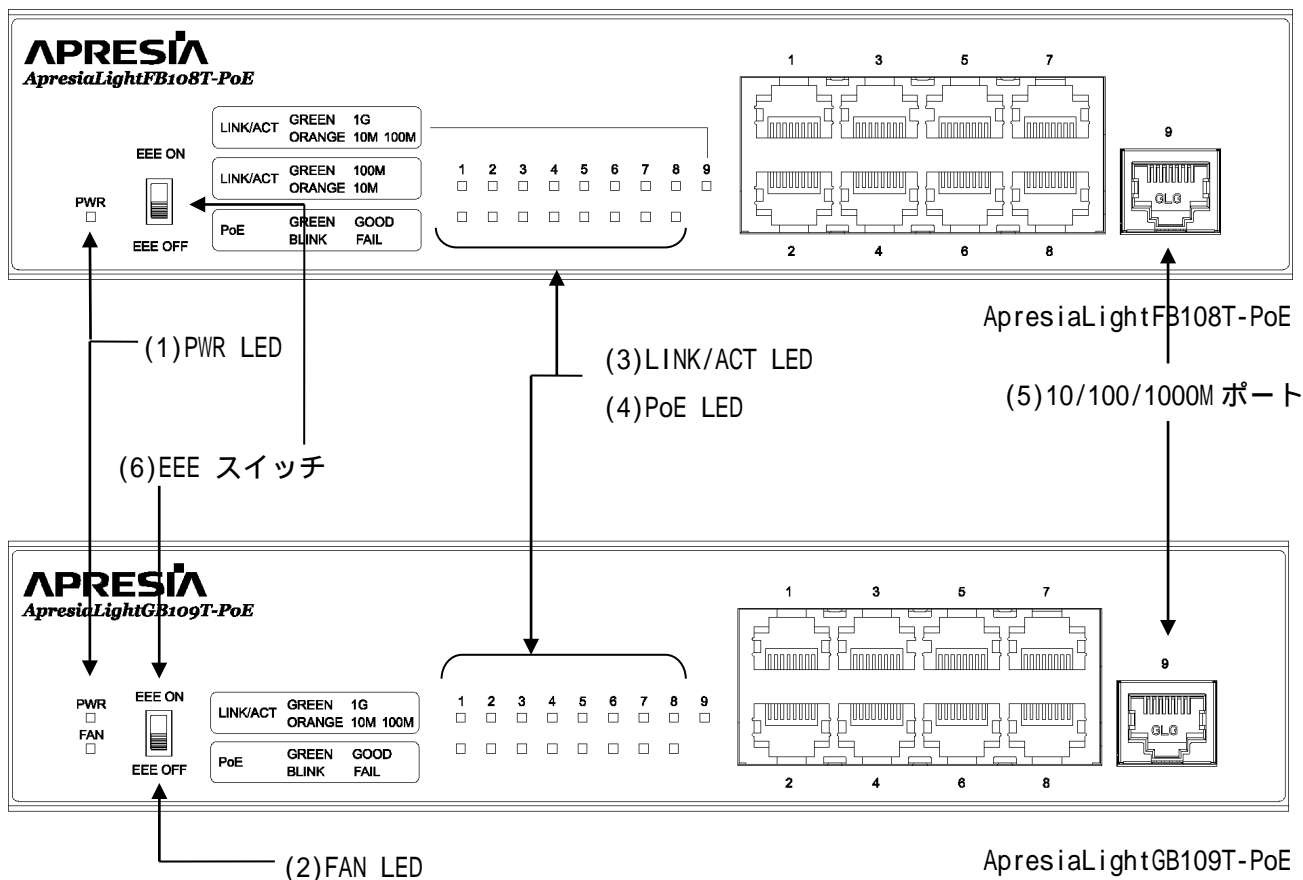 APRESIA
ApresiaLightFB108T-PoE
LINK/ACT GREEN 1G
ORANGE 10M 100M
LINK/ACT GREEN 100M
ORANGE 10M
PoE GREEN GOOD
BLINK FAIL
EEE ON
EEE OFF
PWR
1 2 3 4 5 6 7 8 9
1 3 5 7
2 4 6 8
9
GLG
ApresiaLightFB108T-PoE
(1)PWR LED
(3)LINK/ACT LED
(4)PoE LED
(5)10/100/1000M ポート
(6)EEE スイッチ
APRESIA
ApresiaLightGB109T-PoE
PWR
FAN
EEE ON
EEE OFF
LINK/ACT GREEN 1G
ORANGE 10M 100M
PoE GREEN GOOD
BLINK FAIL
1 2 3 4 5 6 7 8 9
1 3 5 7
2 4 6 8
9
GLG
(2)FAN LED
ApresiaLightGB109T-PoE